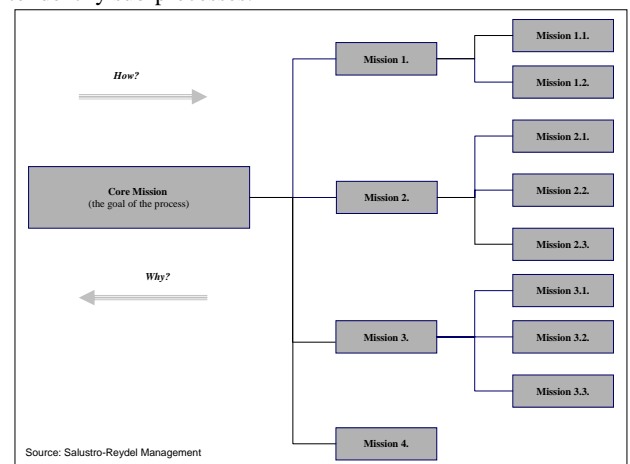 How?
Why?
Core Mission
(the goal of the process)
Mission 1.
Mission 1.1.
Mission 1.2.
Mission 2.
Mission 2.1.
Mission 2.2.
Mission 2.3.
Mission 3.
Mission 3.1.
Mission 3.2.
Mission 3.3.
Mission 4.
Source: Salustro-Reydel Management